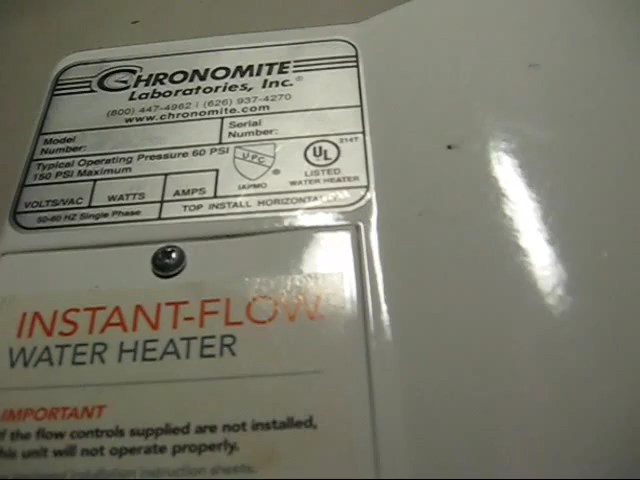 CHRONOMITE
Laboratories, Inc.®
(800) 447-4962 | (626) 937-4270
www.chronomite.com
Model Number:
Serial Number:
Typical Operating Pressure 60 PSI
150 PSI Maximum
UPC
®
IAPMO
UL
214T
LISTED
WATER HEATER
VOLTS/VAC
WATTS
AMPS
50-60 HZ Single Phase
TOP INSTALL HORIZONTALLY
INSTANT-FLOW
WATER HEATER
IMPORTANT
If the flow controls supplied are not installed,
this unit will not operate properly.
installation instruction sheets.